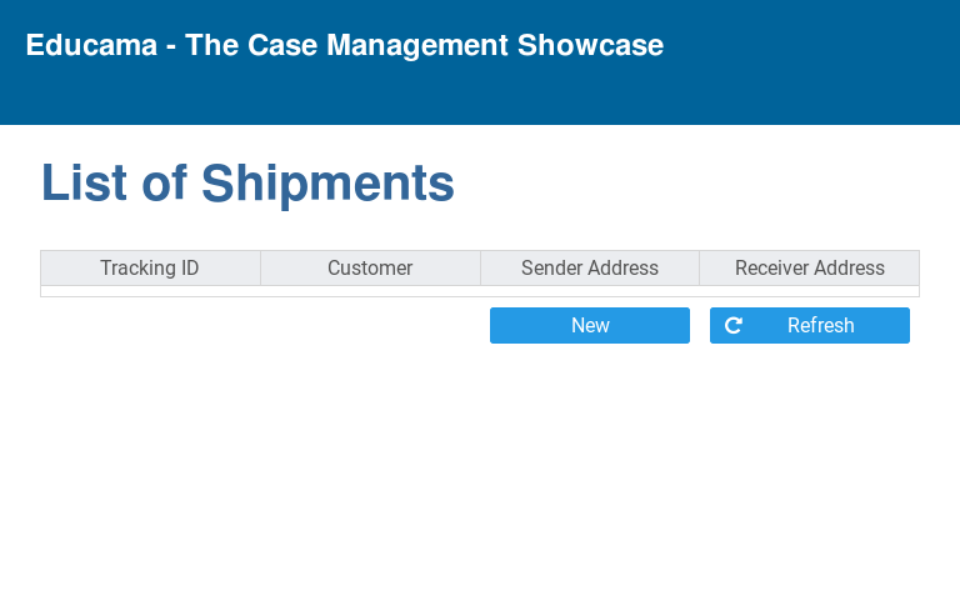 Educama - The Case Management Showcase
List of Shipments
Tracking ID Customer Sender Address Receiver Address
New Refresh